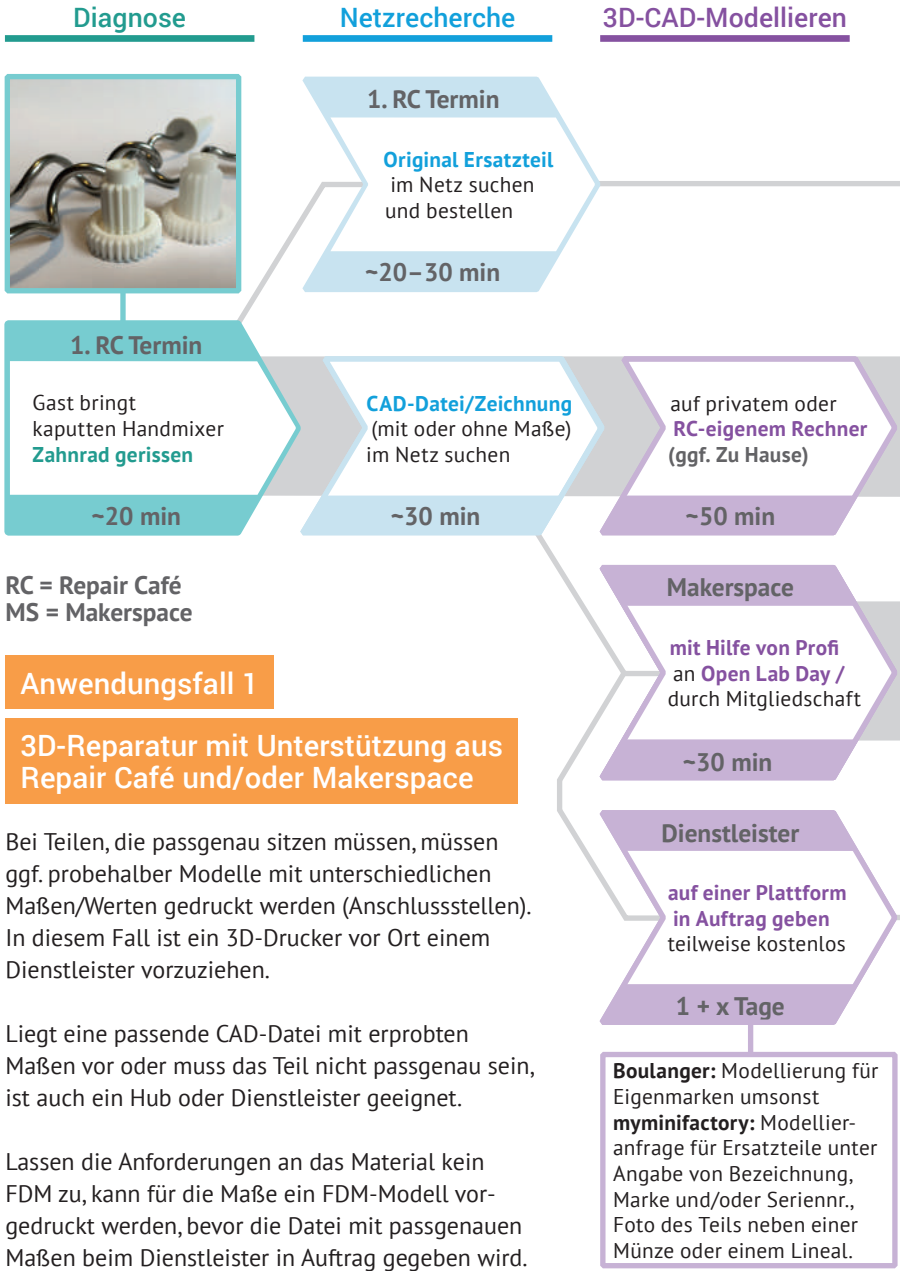 Diagnose
Netzrecherche
3D-CAD-Modellieren
1. RC Termin
Original Ersatzteil
im Netz suchen
und bestellen
~20–30 min
1. RC Termin
Gast bringt
kaputten Handmixer
Zahnrad gerissen
~20 min
CAD-Datei/Zeichnung
(mit oder ohne Maße)
im Netz suchen
~30 min
auf privatem oder
RC-eigenem Rechner
(ggf. Zu Hause)
~50 min
RC = Repair Café
MS = Makerspace
Makerspace
mit Hilfe von Profi
an Open Lab Day /
durch Mitgliedschaft
~30 min
Anwendungsfall 1
3D-Reparatur mit Unterstützung aus
Repair Café und/oder Makerspace
Bei Teilen, die passgenau sitzen müssen, müssen
ggf. probehalber Modelle mit unterschiedlichen
Maßen/Werten gedruckt werden (Anschlussstellen).
In diesem Fall ist ein 3D-Drucker vor Ort einem
Dienstleister vorzuziehen.
Liegt eine passende CAD-Datei mit erprobten
Maßen vor oder muss das Teil nicht passgenau sein,
ist auch ein Hub oder Dienstleister geeignet.
Lassen die Anforderungen an das Material kein
FDM zu, kann für die Maße ein FDM-Modell vor-
gedruckt werden, bevor die Datei mit passgenauen
Maßen beim Dienstleister in Auftrag gegeben wird.
Dienstleister
auf einer Plattform
in Auftrag geben
teilweise kostenlos
1 + x Tage
Boulanger: Modellierung für
Eigenmarken umsonst
myminifactory: Modellier-
anfrage für Ersatzteile unter
Angabe von Bezeichnung,
Marke und/oder Seriennr.,
Foto des Teils neben einer
Münze oder einem Lineal.